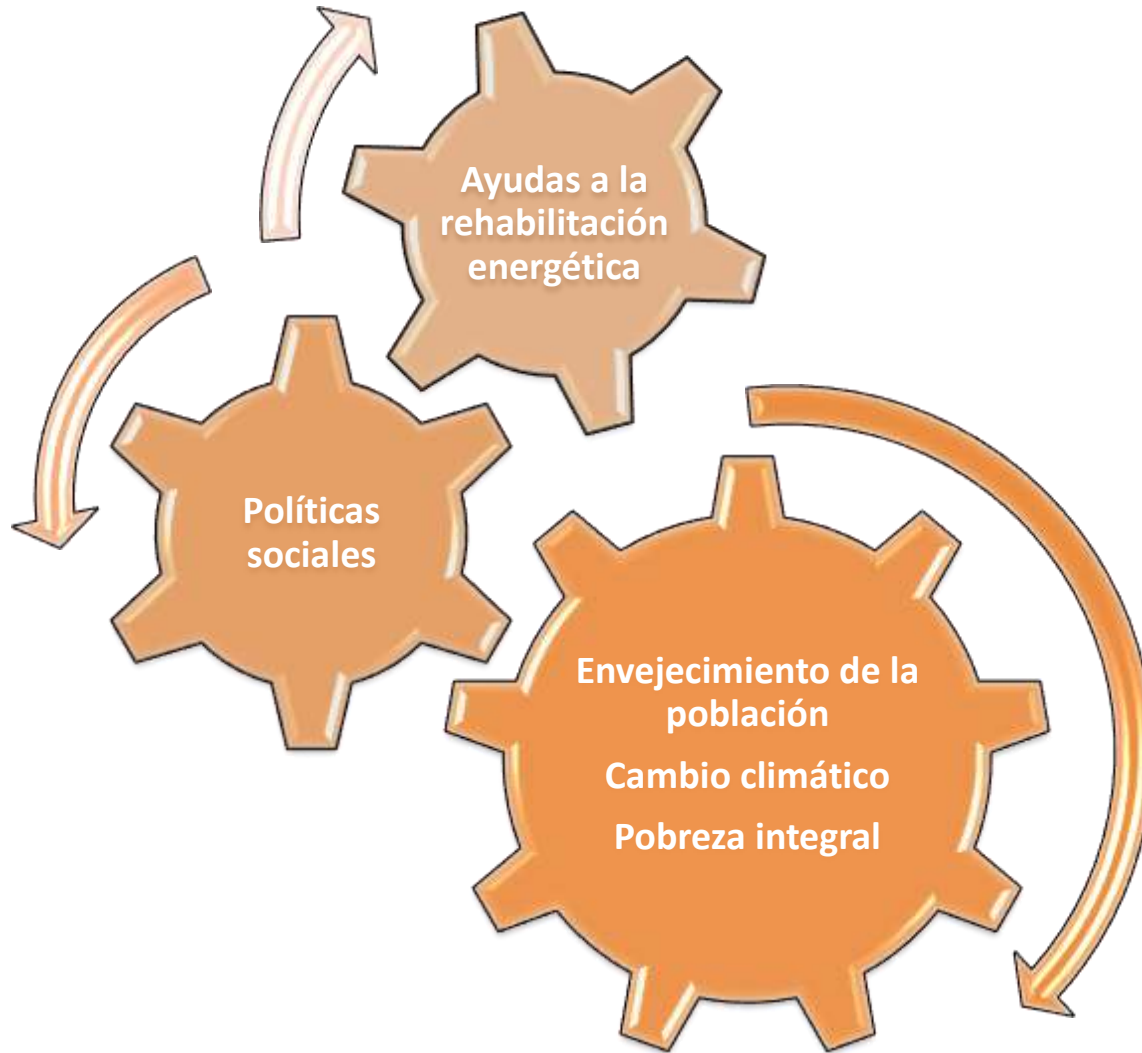 Ayudas a la
rehabilitación
energética
Políticas
sociales
Envejecimiento de la
población
Cambio climático
Pobreza integral